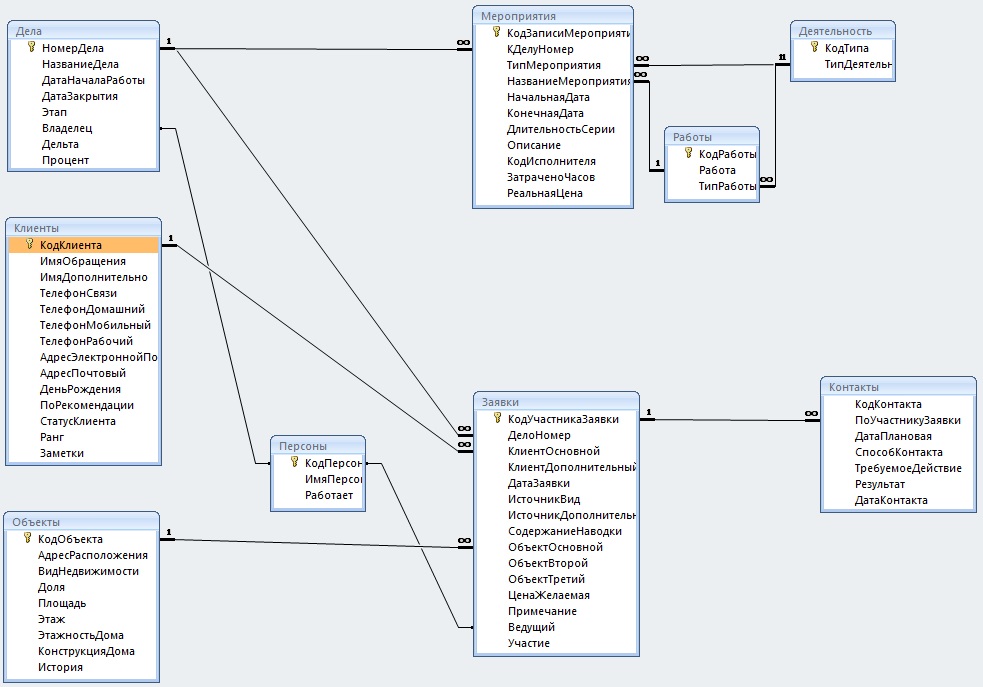 Дела
НомерДела
НазваниеДела
ДатаНачалаРаботы
ДатаЗакрытия
Этап
Владелец
Дельта
Процент
1
∞
Мероприятия
КодЗаписиМероприяти
КДелуНомер
ТипМероприятия
НазваниеМероприятия
НачальнаяДата
КонечнаяДата
ДлительностьСерии
Описание
КодИсполнителя
ЗатраченоЧасов
РеальнаяЦена
∞
∞
11
Деятельность
КодТипа
ТипДеятельн
1
Работы
КодРаботы
Работа
ТипРаботы
∞
Клиенты
КодКлиента
ИмяОбращения
ИмяДополнительно
ТелефонСвязи
ТелефонДомашний
ТелефонМобильный
ТелефонРабочий
АдресЭлектроннойПо
АдресПочтовый
ДеньРождения
ПоРекомендации
СтатусКлиента
Ранг
Заметки
1
Персоны
КодПерсон
ИмяПерсон
Работает
Объекты
КодОбъекта
АдресРасположения
ВидНедвижимости
Доля
Площадь
Этаж
ЭтажностьДома
КонструкцияДома
История
1
∞
∞
∞
Заявки
КодУчастникаЗаявки
ДелоНомер
КлиентОсновной
КлиентДополнительный
ДатаЗаявки
ИсточникВид
ИсточникДополнительн
СодержаниеНаводки
ОбъектОсновной
ОбъектВторой
ОбъектТретий
ЦенаЖелаемая
Примечание
Ведущий
Участие
1
∞
Контакты
КодКонтакта
ПоУчастникуЗаявки
ДатаПлановая
СпособКонтакта
ТребуемоеДействие
Результат
ДатаКонтакта